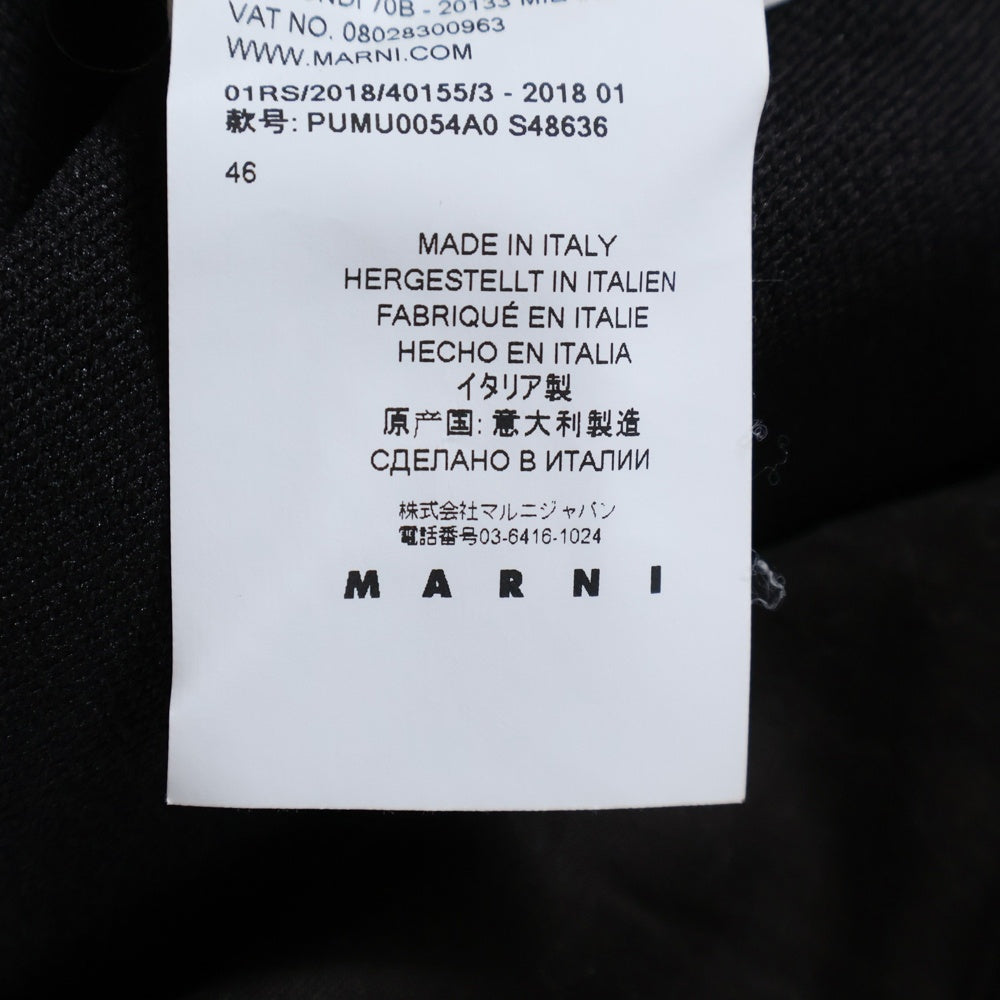 70B - 20133
VAT NO. 08028300963
WWW.MARNI.COM
01RS/2018/40155/3 - 2018 01
款号: PUMU0054A0 S48636
46
MADE IN ITALY
HERGESTELLT IN ITALIEN
FABRIQUÉ EN ITALIE
HECHO EN ITALIA
イタリア製
原产国: 意大利製造
СДЕЛАНО В ИТАЛИИ
株式会社マルニジャパン
電話番号03-6416-1024
MARNI